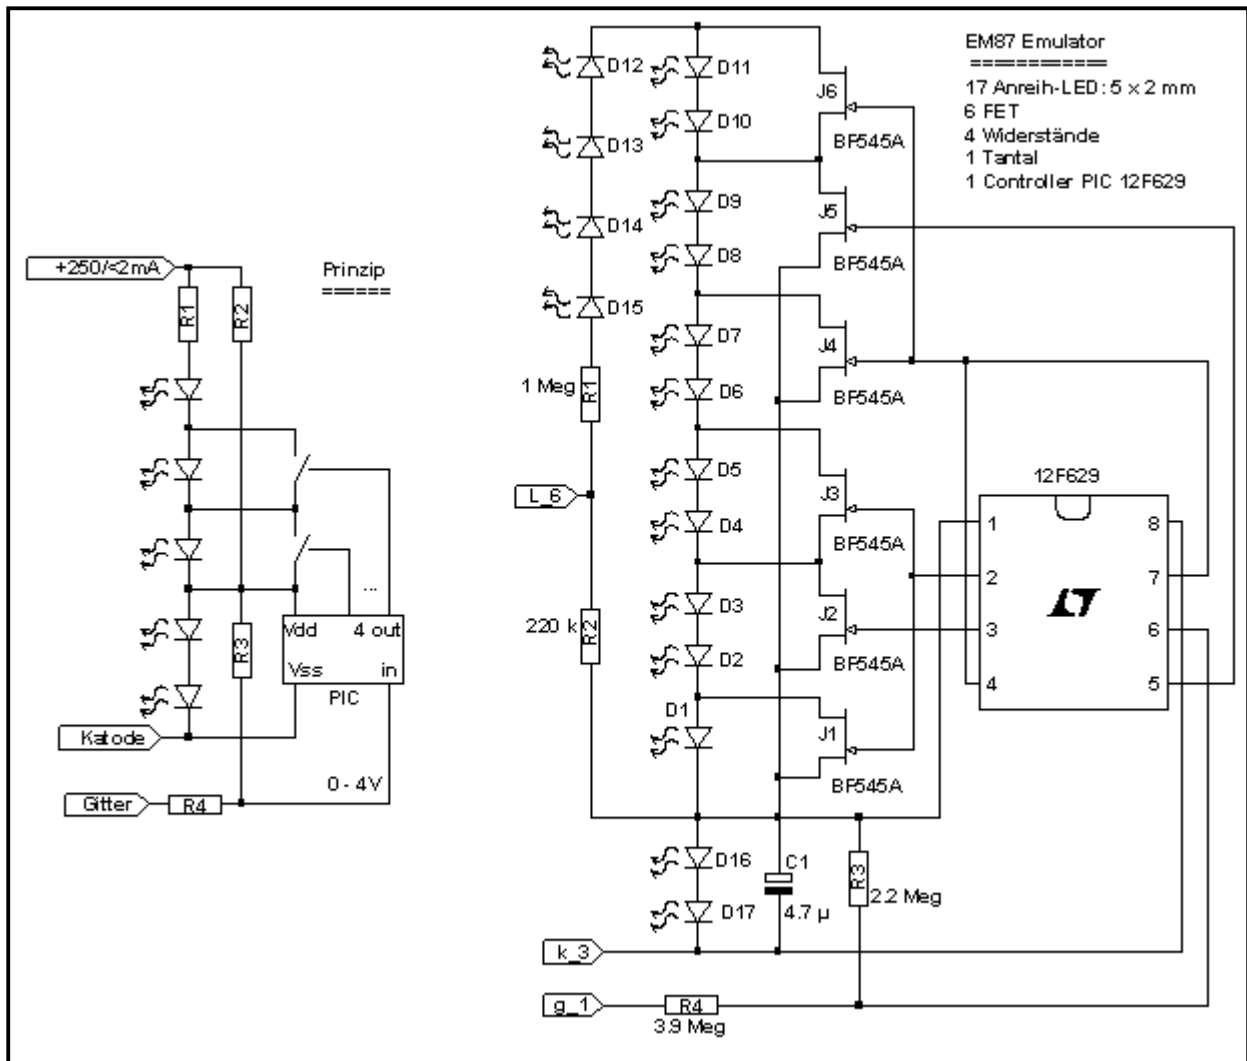 EM87 Emulator
============
17 Anreih-LED: 5 x 2 mm
6 FET
4 Widerstände
1 Tantal
1 Controller PIC 12F629
Prinzip
======
+250/<2mA
R1
R2
Vdd
4 out
...
Vss
in
R3
PIC
Katode
Gitter
R4
0 - 4V
D12
D11
J6
D10
BF545A
D13
D9
J5
D14
D8
BF545A
D15
D7
J4
1 Meg
R1
D6
BF545A
D5
J3
L_6
D4
BF545A
D3
J2
220 k
R2
D2
BF545A
D1
J1
BF545A
12F629
1
8
2
7
3
6
4
5
D16
C1
R3
2.2 Meg
D17
4.7 µ
k_3
g_1
R4
3.9 Meg